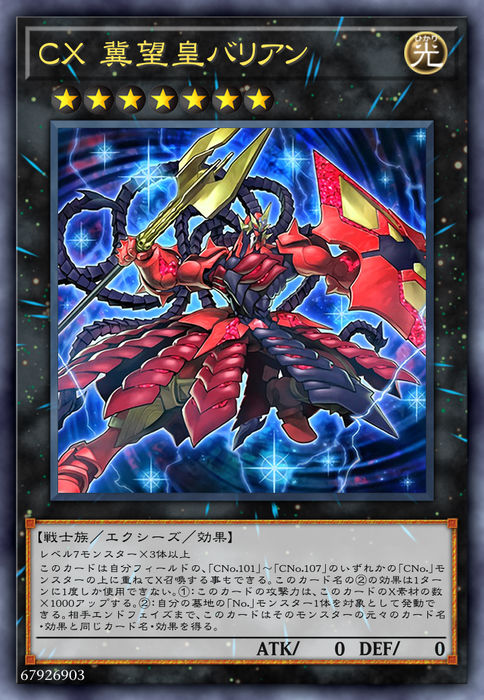 CX 冀望皇バリアン
ひかり
光
【戦士族／エクシーズ／効果】
レベル7モンスター×3体以上
このカードは自分フィールドの、「CNo.101」～「CNo.107」のいずれかの「CNo.」モ
ンスターの上に重ねてX召喚する事もできる。このカード名の②の効果は1ター
ンに1度しか使用できない。①：このカードの攻撃力は、このカードのX素材の数
×1000アップする。②：自分の墓地の「No.」モンスター1体を対象として発動で
きる。相手エンドフェイズまで、このカードはそのモンスターの元々のカード名
・効果と同じカード名・効果を得る。
ATK/ 0 DEF/ 0
67926903